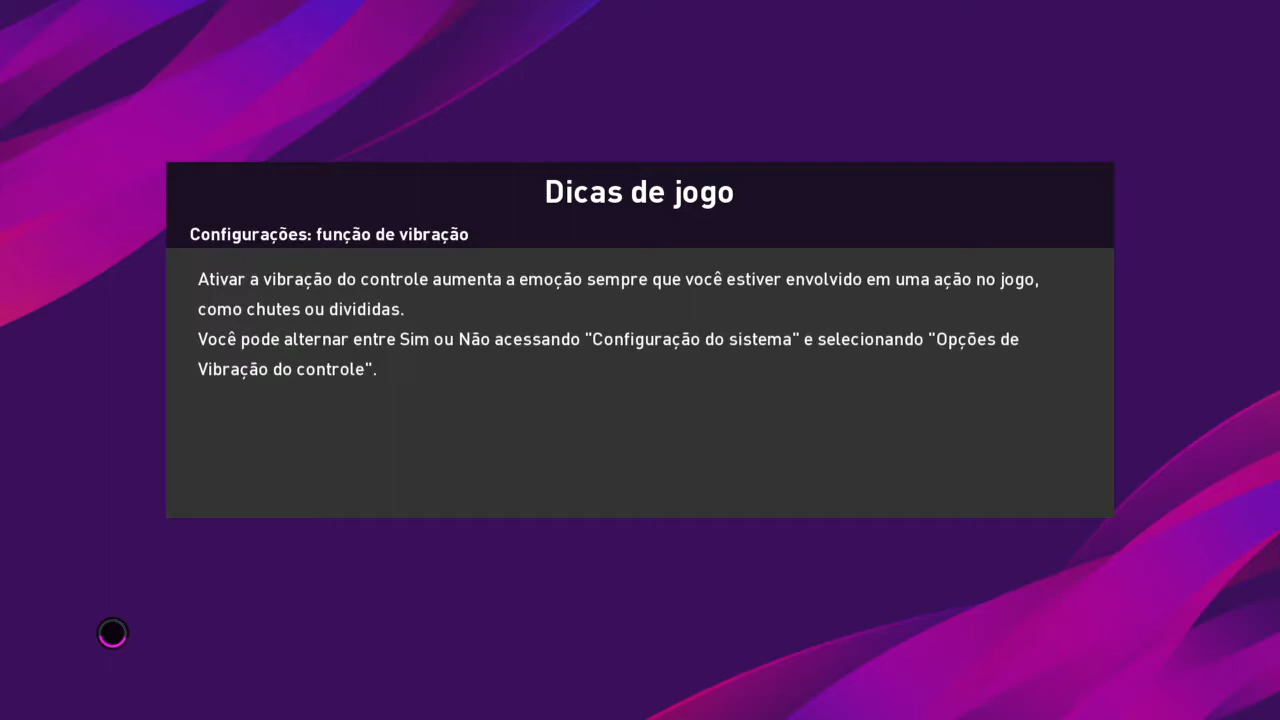 Dicas de jogo
Configurações: função de vibração
Ativar a vibração do controle aumenta a emoção sempre que você estiver envolvido em uma ação no jogo,
como chutes ou divididas.
Você pode alternar entre Sim ou Não acessando "Configuração do sistema" e selecionando "Opções de
Vibração do controle".